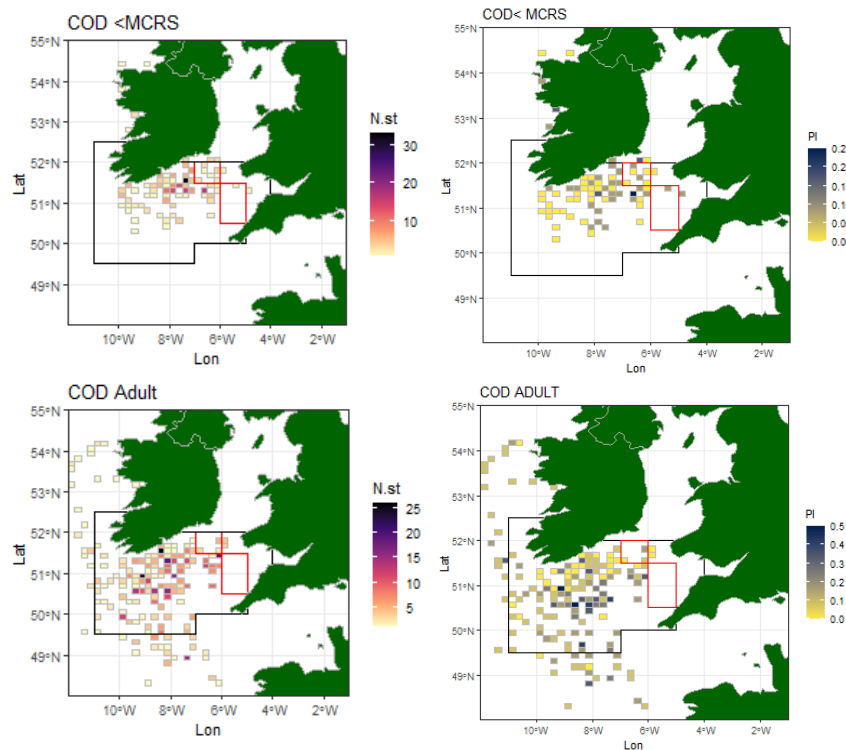 COD <MCRS
55°N
54°N
53°N
52°N
51°N
50°N
49°N
Lat
10°W 8°W 6°W 4°W 2°W
Lon
N.st
30
20
10
COD< MCRS
55°N
54°N
53°N
52°N
51°N
50°N
49°N
Lat
10°W 8°W 6°W 4°W 2°W
Lon
PI
0.2
0.1
0.1
0.0
0.0
COD Adult
55°N
54°N
53°N
52°N
51°N
50°N
49°N
Lat
10°W 8°W 6°W 4°W 2°W
Lon
N.st
25
20
15
10
5
COD ADULT
55°N
54°N
53°N
52°N
51°N
50°N
49°N
Lat
10°W 8°W 6°W 4°W 2°W
Lon
PI
0.5
0.4
0.3
0.2
0.1
0.0